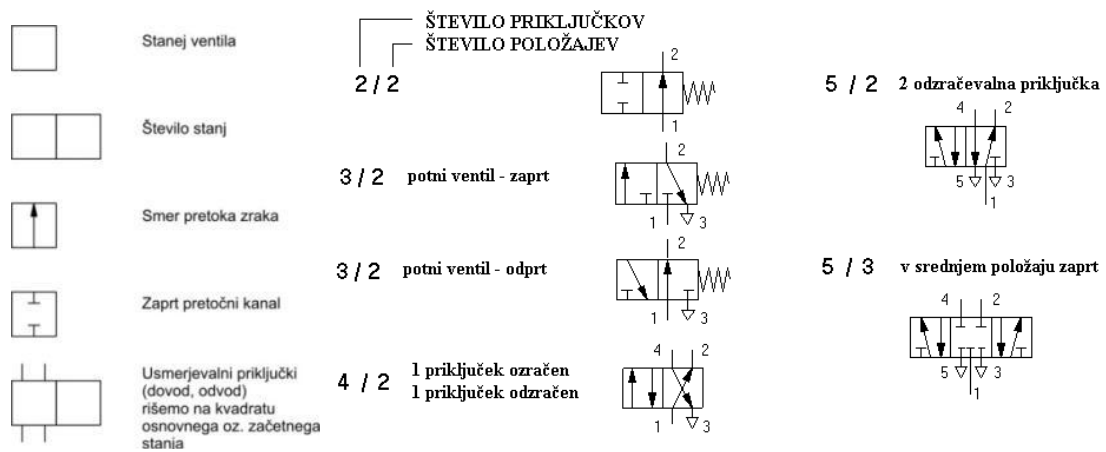 Stanej ventila
Število stanj
Smer pretoka zraka
Zaprt pretočni kanal
Usmerjevalni priključki
(dovod, odvod)
rišemo na kvadratu
osnovnega oz. začetnega
stanja
ŠTEVILO PRIKLJUČKOV
ŠTEVILO POLOŽAJEV
2 / 2
2
1
3 / 2 potni ventil - zaprt
2
1 3
3 / 2 potni ventil - odprt
2
1 3
4 / 2 1 priključek ozračen
1 priključek odzračen
4 2
1 3
5 / 2 2 odzračevalna priključka
4 2
5 3
1
5 / 3 v srednjem položaju zaprt
4 2
5 3
1